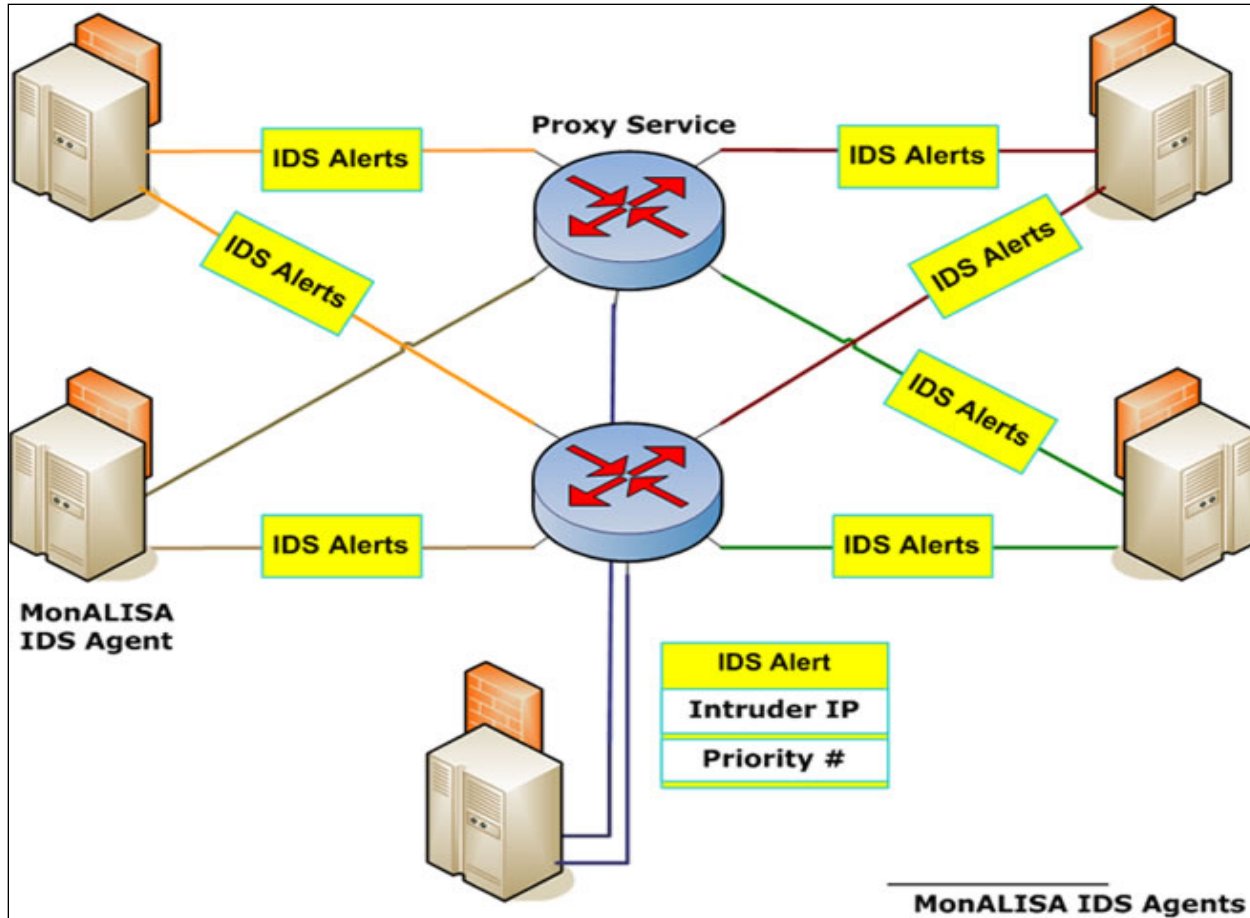 Proxy Service
IDS Alerts
IDS Alerts
IDS Alerts
IDS Alerts
IDS Alerts
IDS Alerts
IDS Alerts
MonALISA
IDS Agent
IDS Alert
Intruder IP
Priority #
MonALISA IDS Agents